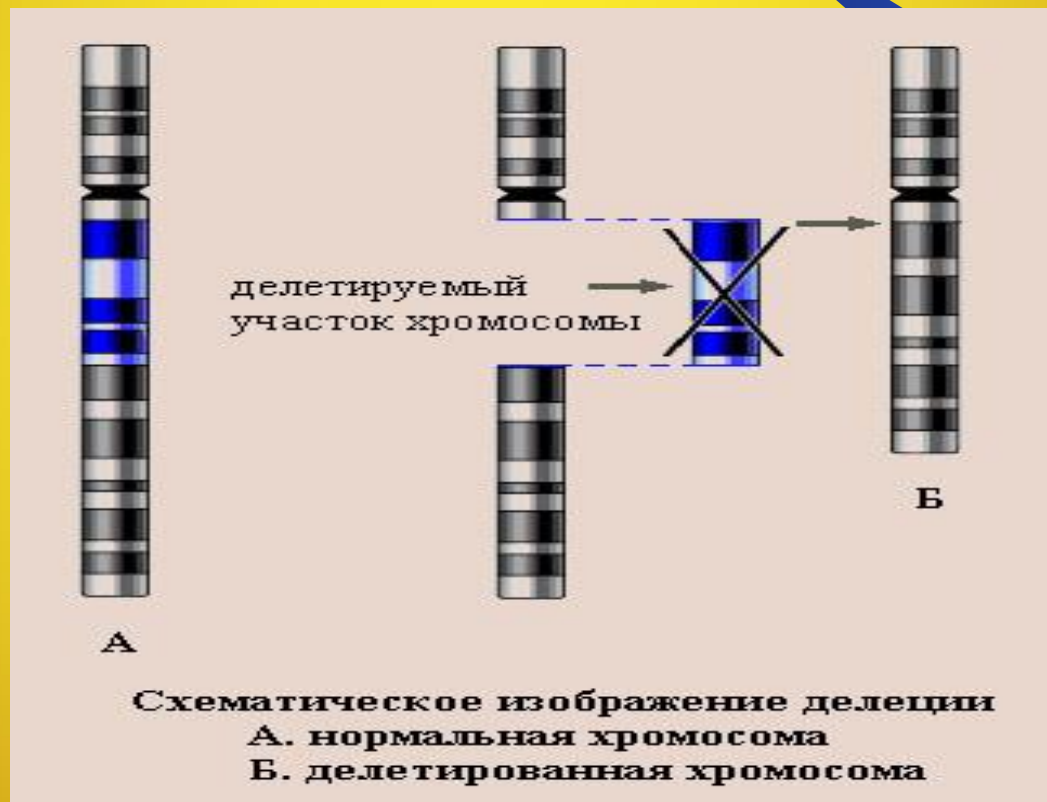 делетируемый
участок хромосомы
Б
А
Схематическое изображение делеции
А. нормальная хромосома
Б. делетированная хромосома